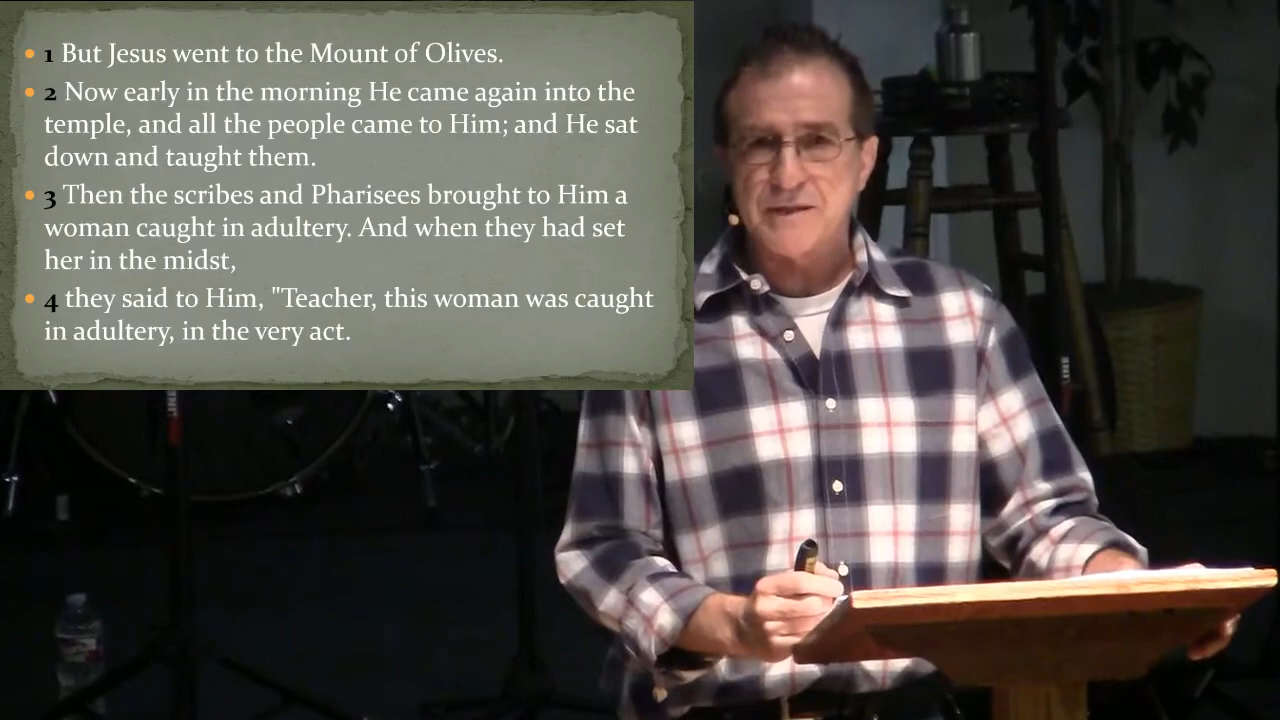 • 1 But Jesus went to the Mount of Olives.
• 2 Now early in the morning He came again into the
temple, and all the people came to Him; and He sat
down and taught them.
• 3 Then the scribes and Pharisees brought to Him a
woman caught in adultery. And when they had set
her in the midst,
• 4 they said to Him, "Teacher, this woman was caught
in adultery, in the very act.